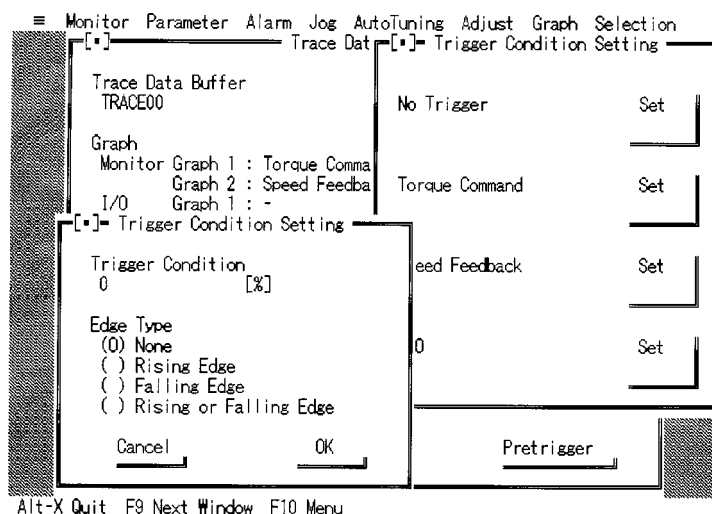 ≡ Monitor Parameter Alarm Jog AutoTuning Adjust Graph Selection
[▪] Trace Dat
Trace Data Buffer
TRACE00
Graph
Monitor Graph 1 : Torque Comma
Graph 2 : Speed Feedba
I/O Graph 1 : -
[▪] Trigger Condition Setting
No Trigger Set
Torque Command Set
eed Feedback Set
O Set
[▪] Trigger Condition Setting
Trigger Condition
0 [%]
Edge Type
(O) None
( ) Rising Edge
( ) Falling Edge
( ) Rising or Falling Edge
Cancel OK
Pretrigger
Alt-X Quit F9 Next Window F10 Menu